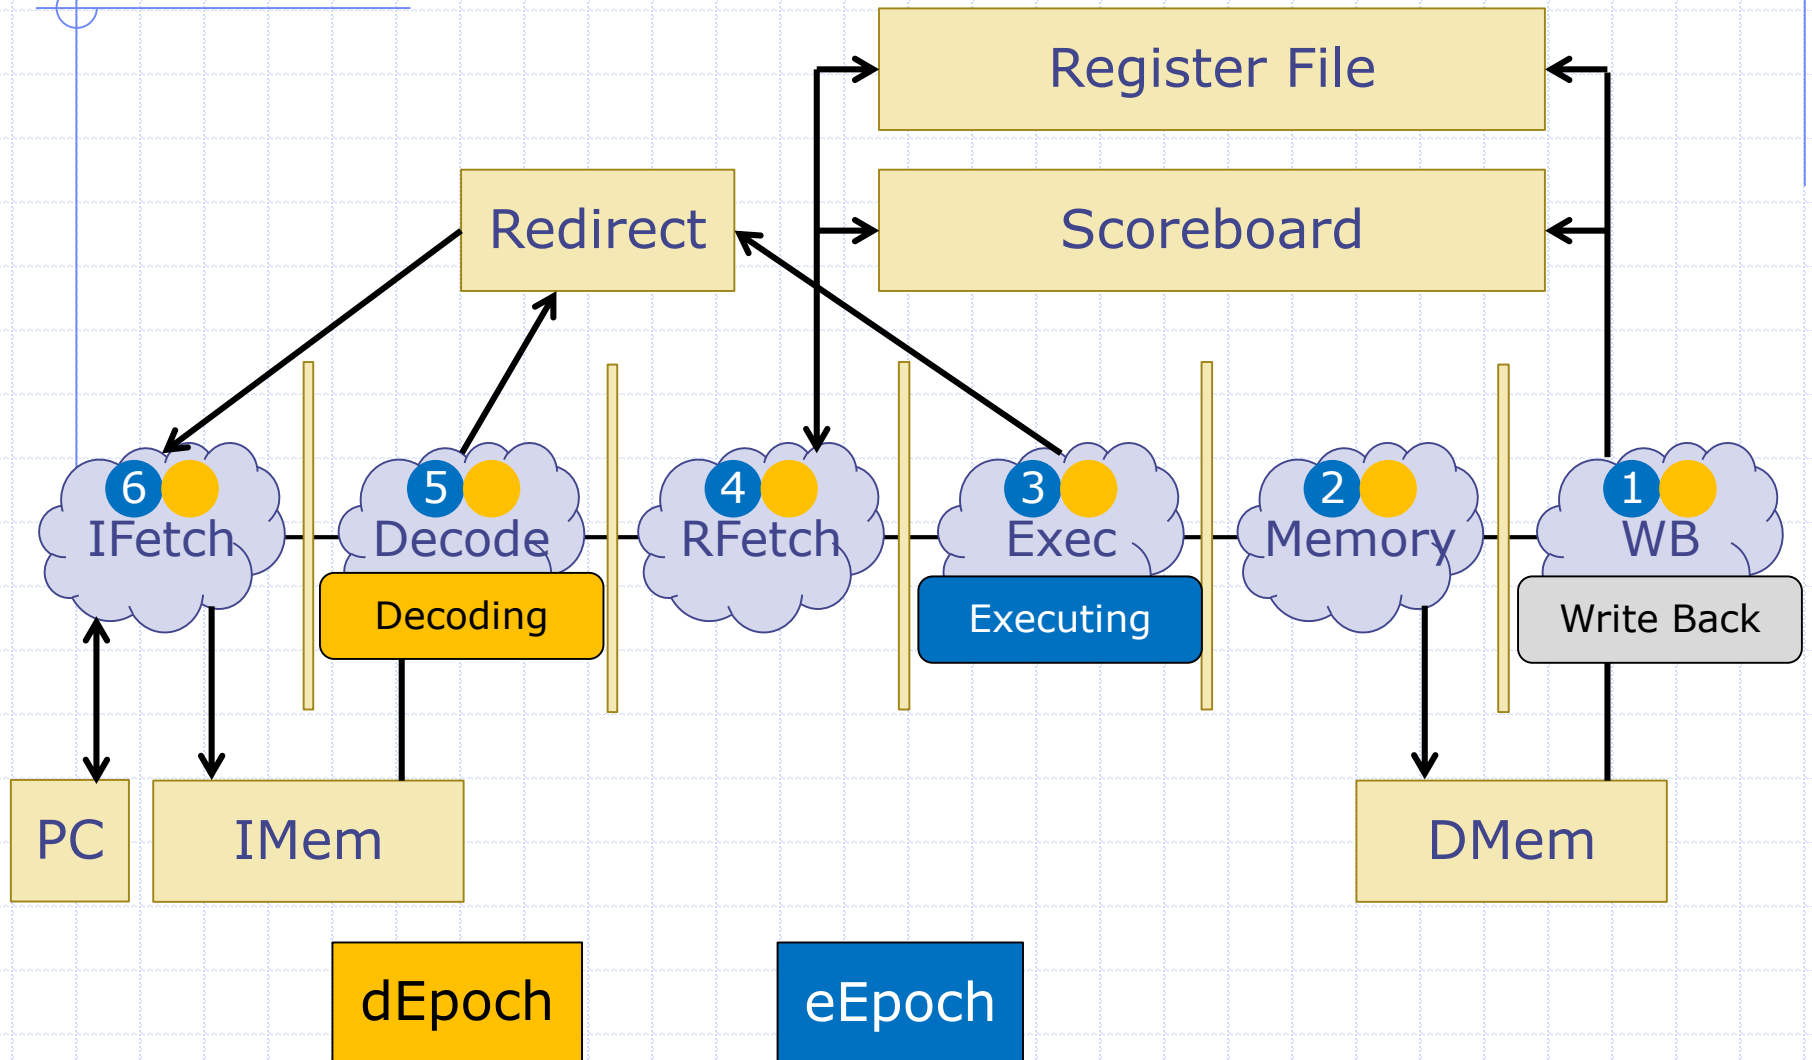 Register File
Redirect
Scoreboard
6
5
4
3
2
1
IFetch
Decode
RFetch
Exec
Memory
WB
Decoding
Executing
Write Back
PC
IMem
DMem
dEpoch
eEpoch